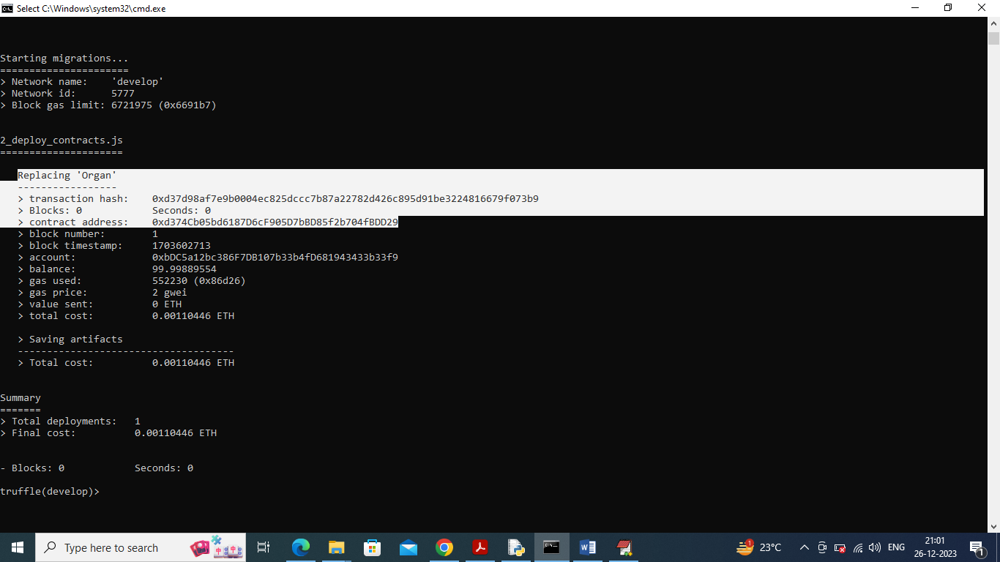 Select C:\Windows\system32\cmd.exe
Starting migrations...
======================
> Network name:    'develop'
> Network id:      5777
> Block gas limit: 6721975 (0x6691b7)
2_deploy_contracts.js
=====================
Replacing 'Organ'
-----------------
> transaction hash:    0xd37d98af7e9b0004ec825dccc7b87a22782d426c895d91be3224816679f073b9
> Blocks: 0            Seconds: 0
> contract address:    0xd374Cb05bd6187D6cF905D7bBD85f2b704fBDD29
> block number:        1
> block timestamp:     1703602713
> account:             0xbDC5a12bc386F7DB107b33b4fD681943433b33f9
> balance:             99.99889554
> gas used:            552230 (0x86d26)
> gas price:           2 gwei
> value sent:          0 ETH
> total cost:          0.00110446 ETH
> Saving artifacts
-------------------------------------
> Total cost:          0.00110446 ETH
Summary
=======
> Total deployments:   1
> Final cost:          0.00110446 ETH
- Blocks: 0            Seconds: 0
truffle(develop)>
Type here to search
1
23°C
ENG
21:01
26-12-2023
1